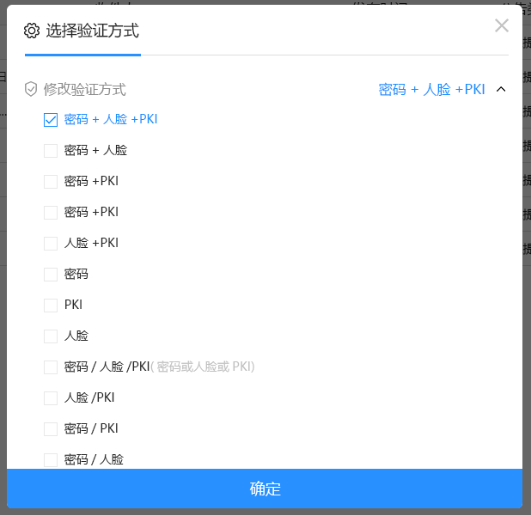 选择验证方式
修改验证方式 密码 + 人脸 +PKI
密码 + 人脸 +PKI
密码 + 人脸
密码 +PKI
密码 +PKI
人脸 +PKI
密码
PKI
人脸
密码 / 人脸 /PKI( 密码或人脸或 PKI)
人脸 /PKI
密码 / PKI
密码 / 人脸
确定